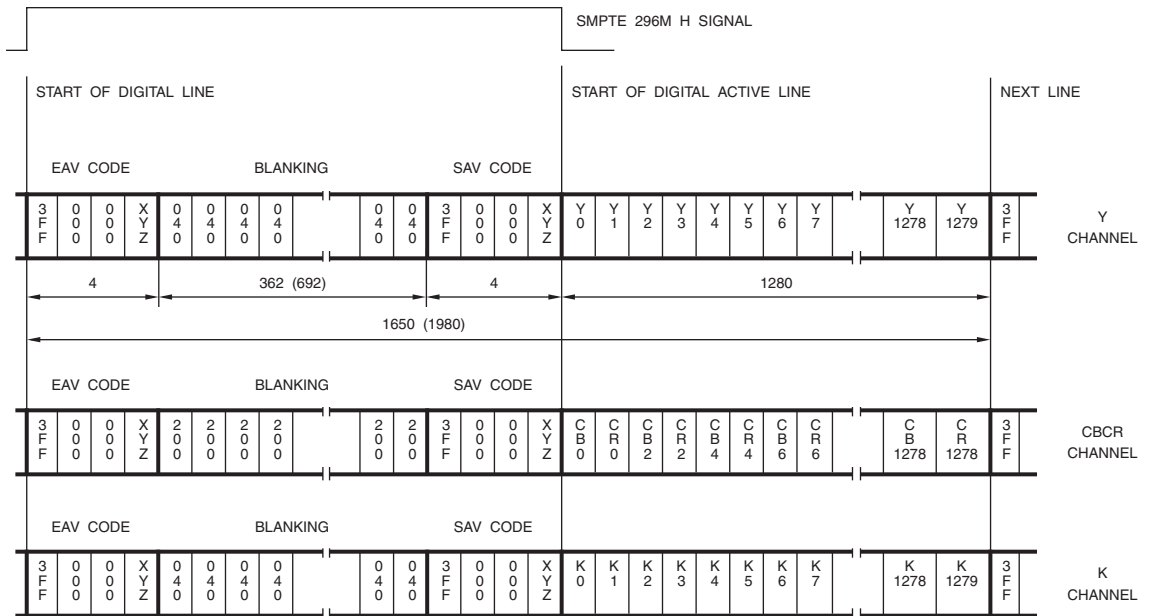 SMPTE 296M H SIGNAL
START OF DIGITAL LINE
START OF DIGITAL ACTIVE LINE
NEXT LINE
EAV CODE BLANKING SAV CODE
3FF 000 000 XYZ 040 040 040 040 040 040 3FF 000 000 XYZ Y0 Y1 Y2 Y3 Y4 Y5 Y6 Y7 Y1278 Y1279 3FF
Y CHANNEL
4 362 (692) 4 1280
1650 (1980)
EAV CODE BLANKING SAV CODE
3FF 000 000 XYZ 200 200 200 200 200 200 3FF 000 000 XYZ CB0 CR0 CB2 CR2 CB4 CR4 CB6 CR6 CB1278 CR1278 3FF
CBCR CHANNEL
EAV CODE BLANKING SAV CODE
3FF 000 000 XYZ 040 040 040 040 040 040 3FF 000 000 XYZ K0 K1 K2 K3 K4 K5 K6 K7 K1278 K1279 3FF
K CHANNEL